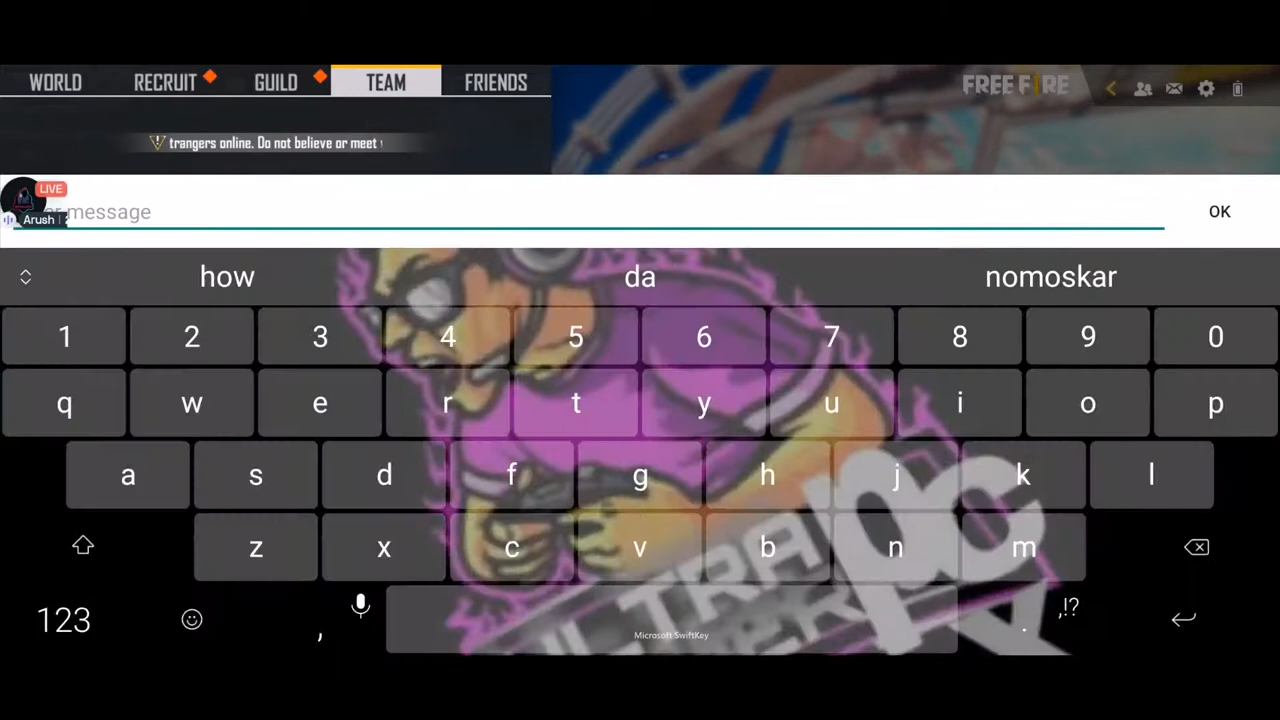 WORLD RECRUIT GUILD TEAM FRIENDS FREE FIRE
trangers online. Do not believe or meet
LIVE
message OK
Arush
how da nomoskar
1 2 3 4 5 6 7 8 9 0
q w e r t y u i o p
a s d f g h j k l
z x c v b n m
123 , . ,!?
Microsoft SwiftKey